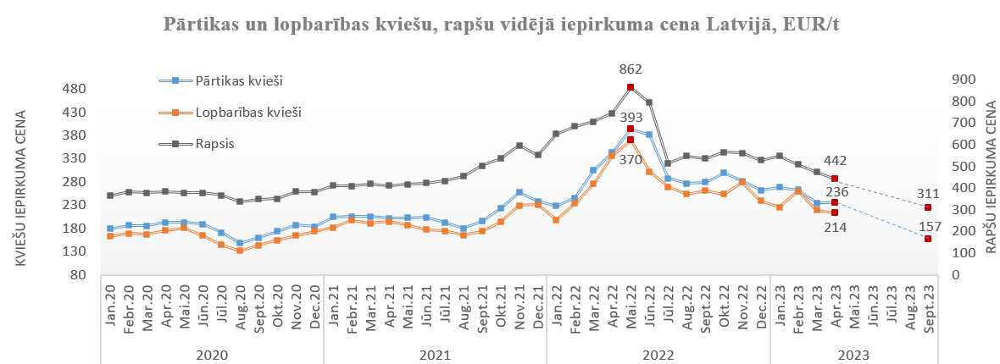 Pārtikas un lopbarības kviešu, rapšu vidējā iepirkuma cena Latvijā, EUR/t
KVIEŠU IEPIRKUMA CENA
480
430
380
330
280
230
180
130
80
Pārtikas kvieši
Lopbarības kvieši
Rapsis
862
393
370
442
236
214
311
157
900
800
700
600
500
400
300
200
100
0
RAPŠU IEPIRKUMA CENA
Jan.20
Febr.20
Mar.20
Apr.20
Mai.20
Jūn.20
Jūl.20
Aug.20
Sept.20
Okt.20
Nov.20
Dec.20
Jan.21
Febr.21
Mar.21
Apr.21
Mai.21
Jūn.21
Jūl.21
Aug.21
Sept.21
Okt.21
Nov.21
Dec.21
Jan.22
Febr.22
Mar.22
Apr.22
Mai.22
Jūn.22
Jūl.22
Aug.22
Sept.22
Okt.22
Nov.22
Dec.22
Jan.23
Febr.23
Mar.23
Apr.23
Mai.23
Jūn.23
Jūl.23
Aug.23
Sept.23
2020
2021
2022
2023